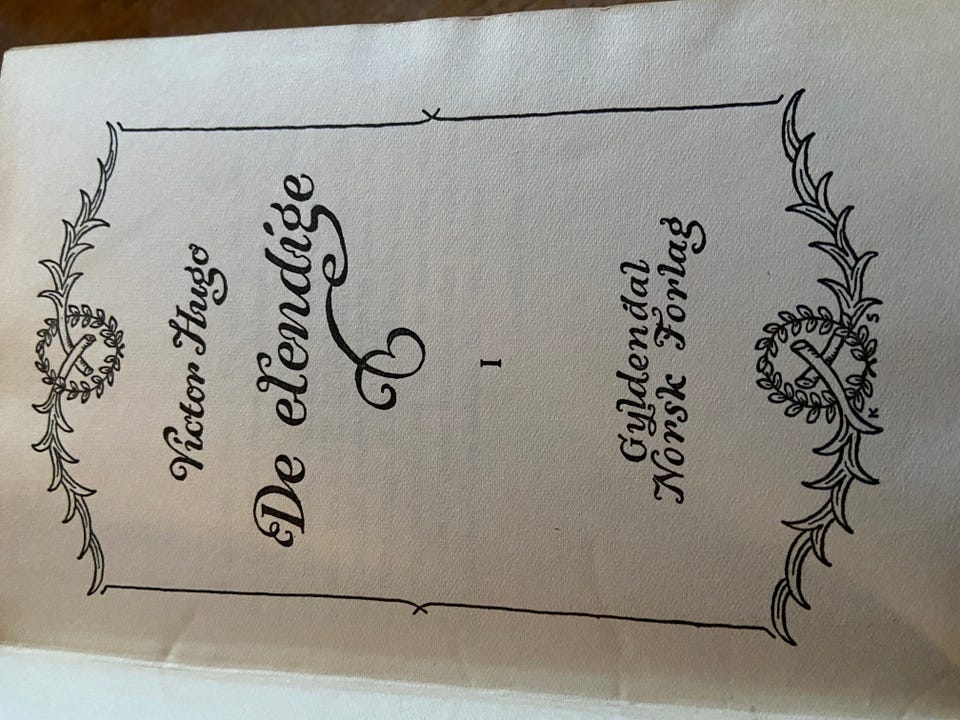 Victor Hugo
De elendige
I
Gyldendal
Norsk Forlag
K S